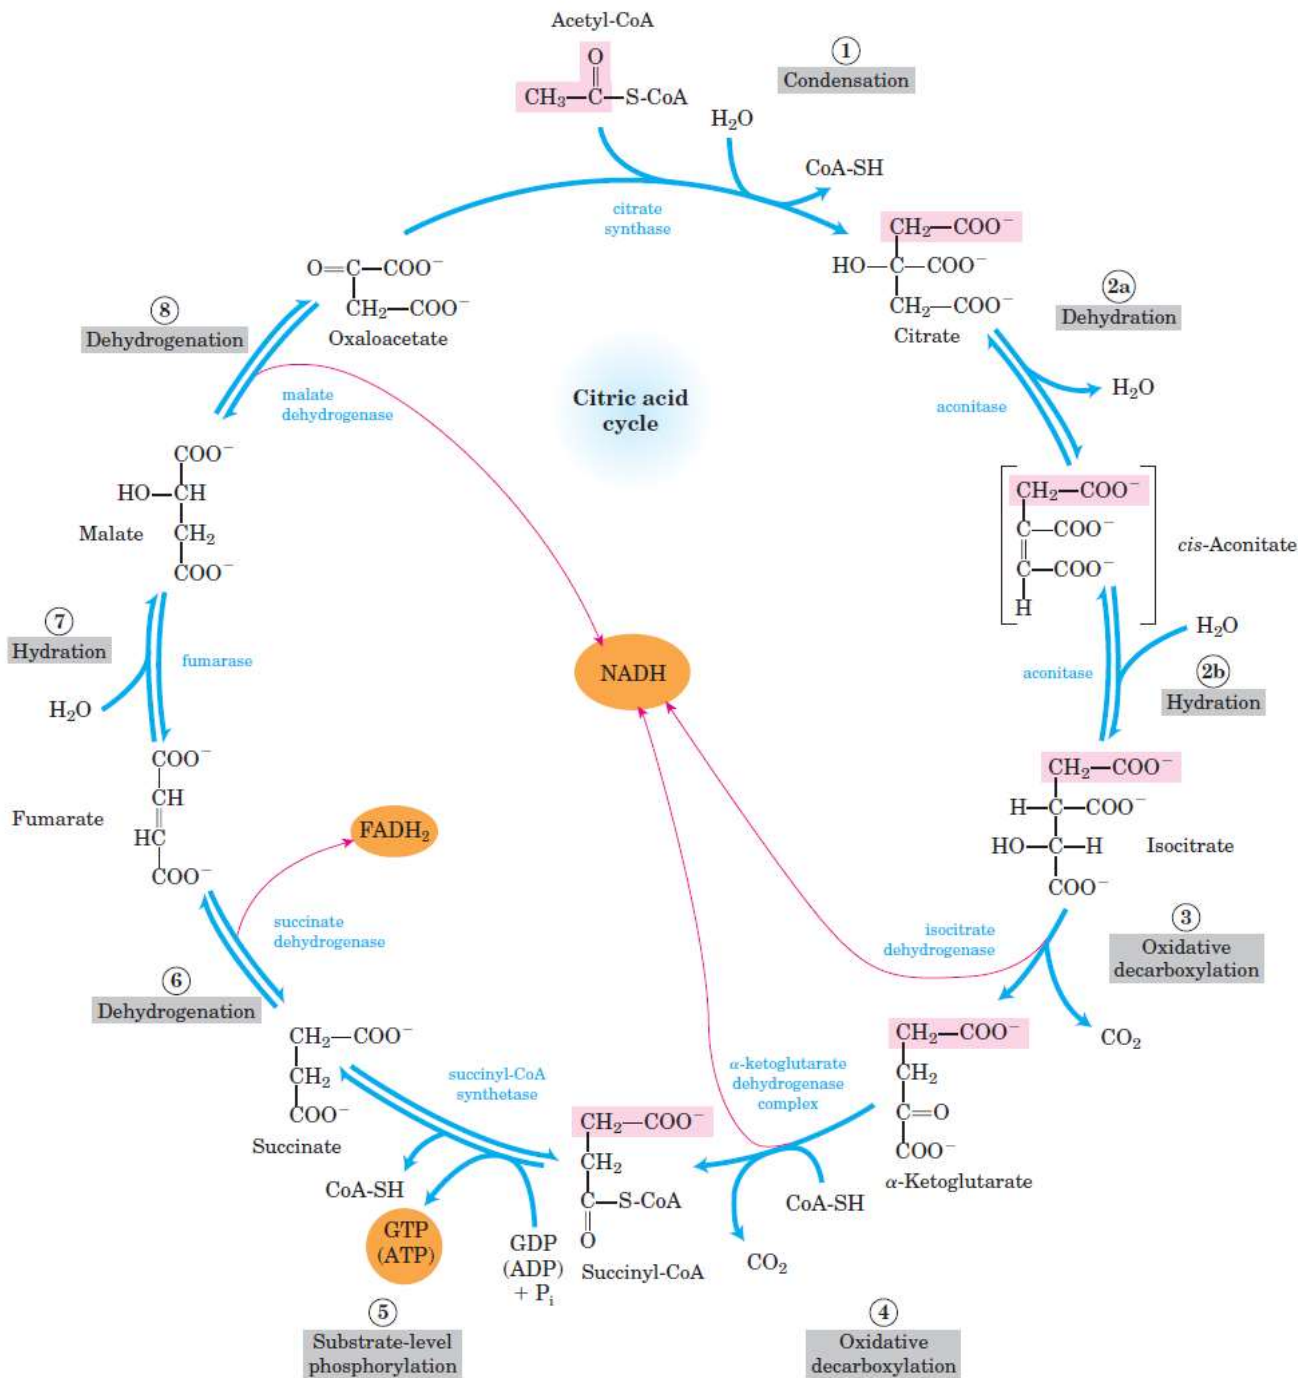 Acetyl-CoA
O
CH₃—C—S-CoA
①
Condensation
H₂O
CoA-SH
citrate
synthase
CH₂—COO⁻
HO—C—COO⁻
CH₂—COO⁻
Citrate
2a
Dehydration
H₂O
aconitase
CH₂—COO⁻
C—COO⁻
C—COO⁻
H
cis-Aconitate
H₂O
aconitase
2b
Hydration
CH₂—COO⁻
H—C—COO⁻
HO—C—H
COO⁻
Isocitrate
③
Oxidative
decarboxylation
isocitrate
dehydrogenase
CO₂
CH₂—COO⁻
CH₂
C=O
COO⁻
α-Ketoglutarate
α-ketoglutarate
dehydrogenase
complex
CoA-SH
CO₂
④
Oxidative
decarboxylation
CH₂—COO⁻
CH₂
C—S-CoA
O
Succinyl-CoA
succinyl-CoA
synthetase
GDP
(ADP)
+ Pᵢ
CoA-SH
GTP
(ATP)
⑤
Substrate-level
phosphorylation
CH₂—COO⁻
CH₂
COO⁻
Succinate
⑥
Dehydrogenation
succinate
dehydrogenase
FADH₂
COO⁻
CH
HC
COO⁻
Fumarate
⑦
Hydration
H₂O
fumarase
COO⁻
HO—CH
CH₂
COO⁻
Malate
⑧
Dehydrogenation
malate
dehydrogenase
O=C—COO⁻
CH₂—COO⁻
Oxaloacetate
Citric acid
cycle
NADH